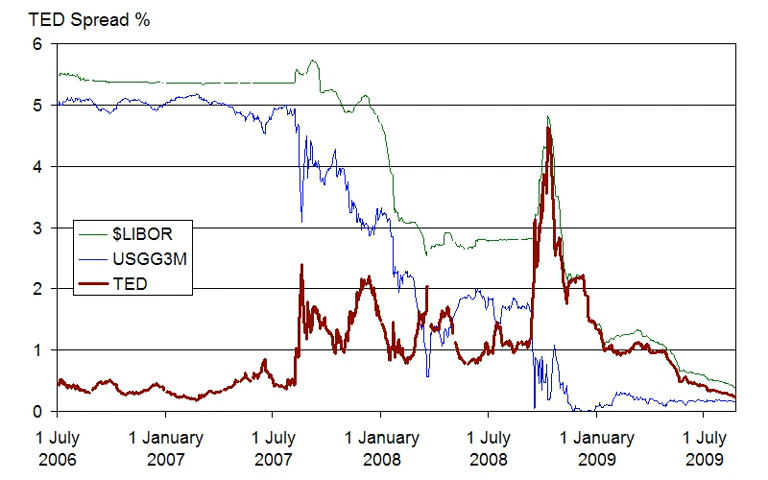 TED Spread %
6
5
4
3
2
1
0
$LIBOR
USGG3M
TED
1 July 1 January 1 July 1 January 1 July 1 January 1 July
2006 2007 2007 2008 2008 2009 2009